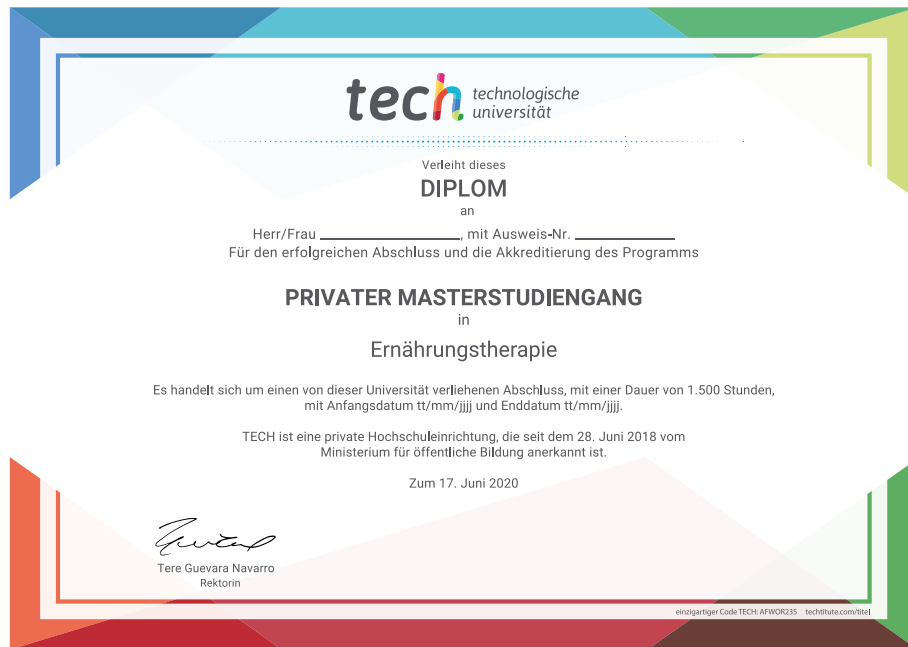 tech technologische
universität
Verleiht dieses
DIPLOM
an
Herr/Frau ____________________, mit Ausweis-Nr. ______________
Für den erfolgreichen Abschluss und die Akkreditierung des Programms
PRIVATER MASTERSTUDIENGANG
in
Ernährungstherapie
Es handelt sich um einen von dieser Universität verliehenen Abschluss, mit einer Dauer von 1.500 Stunden,
mit Anfangsdatum tt/mm/jjjj und Enddatum tt/mm/jjjj.
TECH ist eine private Hochschuleinrichtung, die seit dem 28. Juni 2018 vom
Ministerium für öffentliche Bildung anerkannt ist.
Zum 17. Juni 2020
Tere Guevara Navarro
Rektorin
einzigartiger Code TECH: AFWOR235 techtitute.com/titel